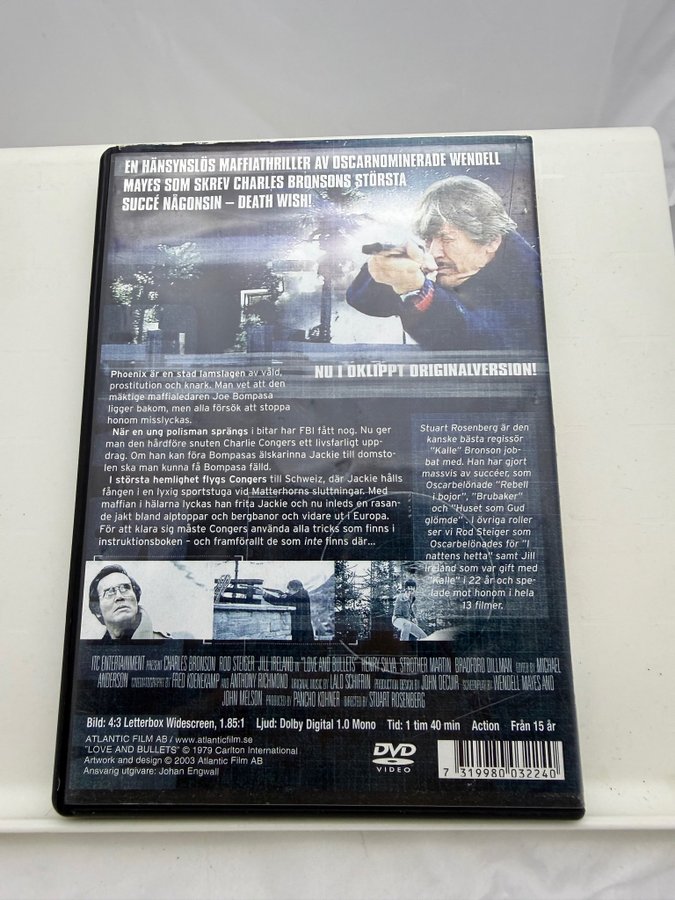 EN HÄNSYNSLÖS MAFFIATHRILLER AV OSCARNOMINERADE WENDELL
MAYES SOM SKREV CHARLES BRONSONS STÖRSTA
SUCCÉ NÅGONSIN – DEATH WISH!
NU I OKLIPPT ORIGINALVERSION!
Phoenix är en stad lamslagen av våld,
prostitution och knark. Man vet att den
mäktige maffialedaren Joe Bompasa
ligger bakom, men alla försök att stoppa
honom misslyckas.
När en ung polisman sprängs i bitar har FBI fått nog. Nu ger
man den hårdföre snuten Charlie Congers ett livsfarligt upp-
drag. Om han kan föra Bompasas älskarinna Jackie till domsto-
len ska man kunna få Bompasa fälld.
I största hemlighet flygs Congers till Schweiz, där Jackie hålls
fången i en lyxig sportstuga vid Matterhorns sluttningar. Med
maffian i hälarna lyckas han frita Jackie och nu inleds en rasan-
de jakt bland alptoppar och bergbanor och vidare ut i Europa.
För att klara sig måste Congers använda alla tricks som finns i
instruktionsboken – och framförallt de som inte finns där...
Stuart Rosenberg är den
kanske bästa regissör
"Kalle" Bronson job-
bat med. Han har gjort
massvis av succéer, som
Oscarbelönade "Rebell
i bojor", "Brubaker"
och "Huset som Gud
glömde". I övriga roller
ser vi Rod Steiger som
Oscarbelönades för "I
nattens hetta" samt Jill
Ireland som var gift med
"Kalle" i 22 år och spe-
lade mot honom i hela
13 filmer.
ITC ENTERTAINMENT PRESENT CHARLES BRONSON ROD STEIGER JILL IRELAND IN "LOVE AND BULLETS" HENRY SILVA STROTHER MARTIN BRADFORD DILLMAN EDITED BY MICHAEL
ANDERSON CINEMATOGRAPHY BY FRED KOENEKAMP AND ANTHONY RICHMOND ORIGINAL MUSIC BY LALO SCHIFRIN PRODUCTION DESIGN BY JOHN DECUIR SCREENPLAY BY WENDELL MAYES AND
JOHN MELSON PRODUCED BY PANCHO KOHNER DIRECTED BY STUART ROSENBERG
Bild: 4:3 Letterbox Widescreen, 1.85:1 Ljud: Dolby Digital 1.0 Mono Tid: 1 tim 40 min Action Från 15 år
ATLANTIC FILM AB / www.atlanticfilm.se
"LOVE AND BULLETS" © 1979 Carlton International
Artwork and design © 2003 Atlantic Film AB
Ansvarig utgivare: Johan Engwall
DVD
VIDEO
7 319980 032240